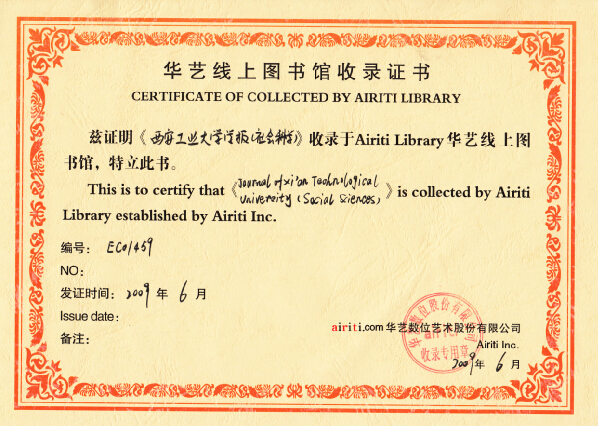 华艺线上图书馆收录证书
CERTIFICATE OF COLLECTED BY AIRITI LIBRARY
兹证明《西安工业大学学报(社会科学)》收录于Airiti Library 华艺线上图
书馆，特立此书。
This is to certify that《Journal of xi'an Technological
University (Social Sciences)》is collected by Airiti
Library established by Airiti Inc.
编号： EC01459
NO:
发证时间：2009 年 6 月
Issue date:
备注：
airiti.com 华艺数位艺术股份有限公司
Airiti Inc.
2009 年 6 月
收录专用章